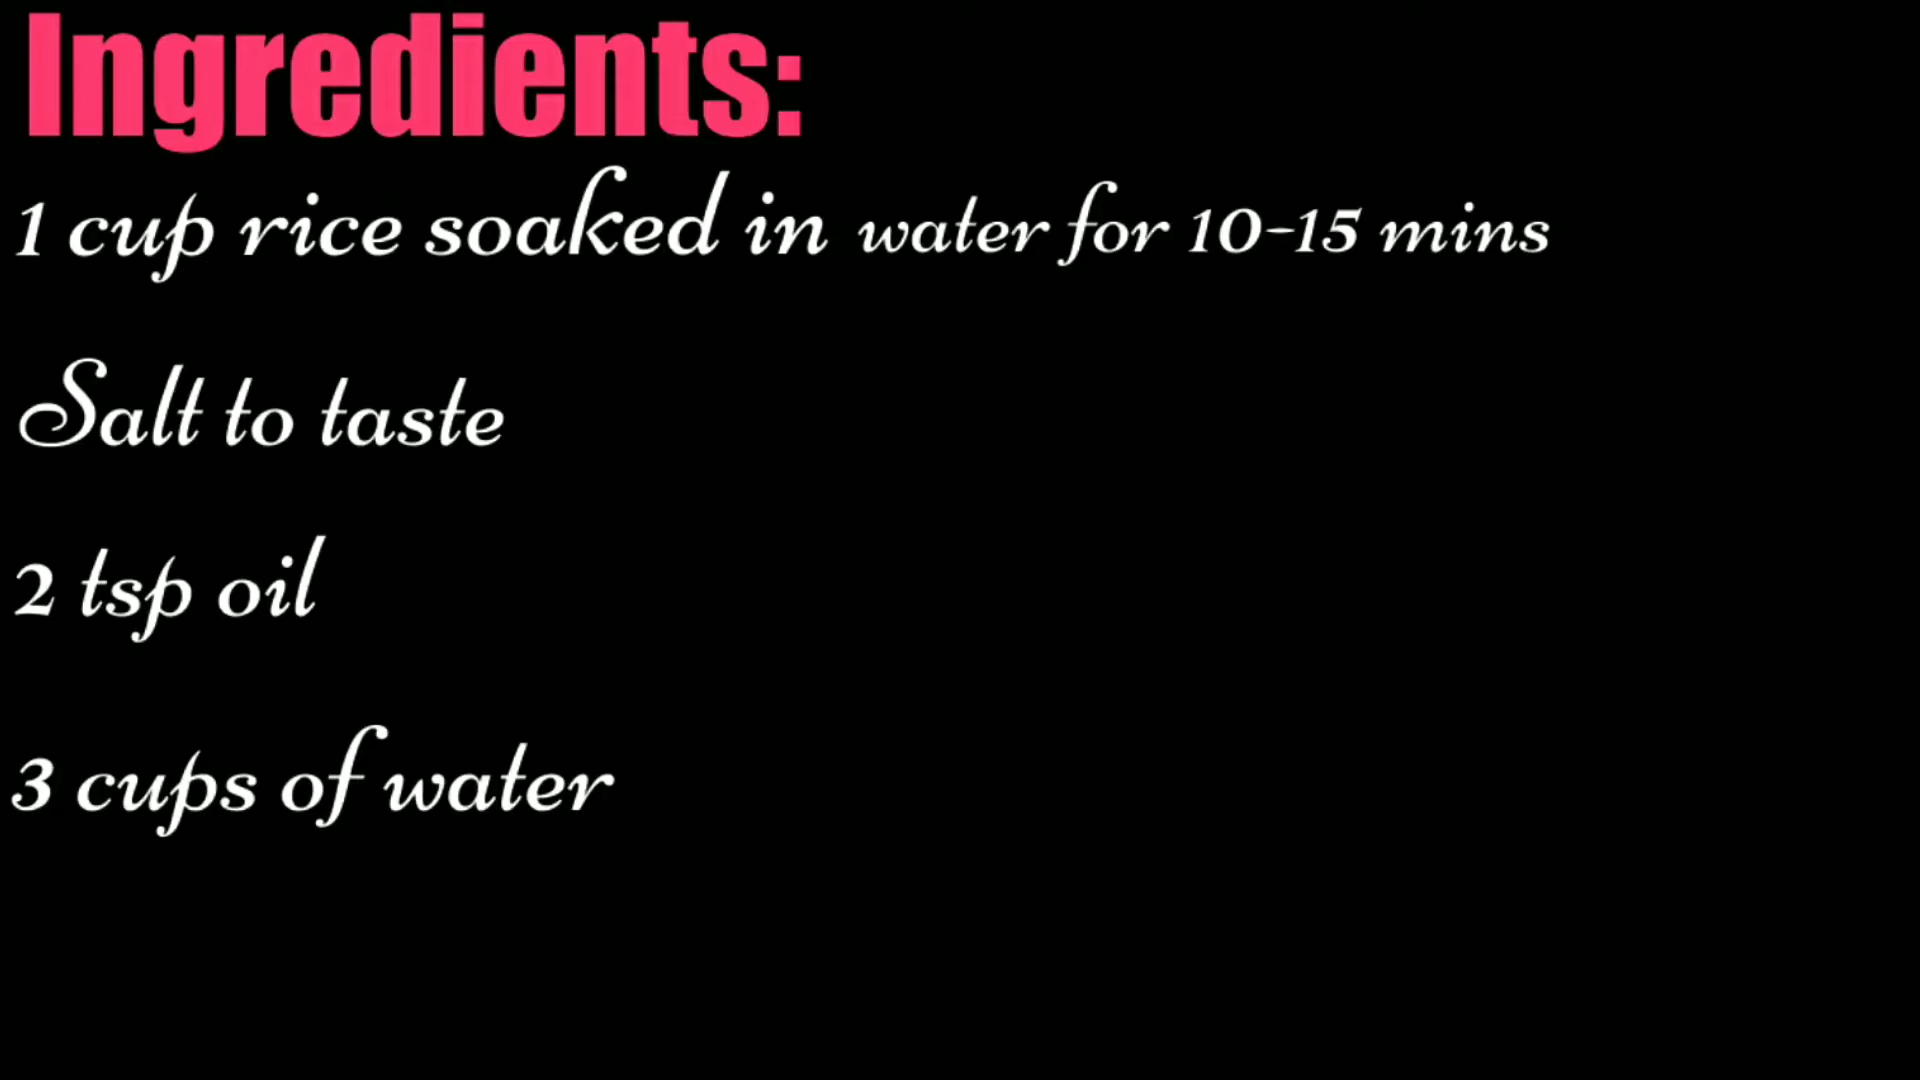 Ingredients:
1 cup rice soaked in water for 10-15 mins
Salt to taste
2 tsp oil
3 cups of water